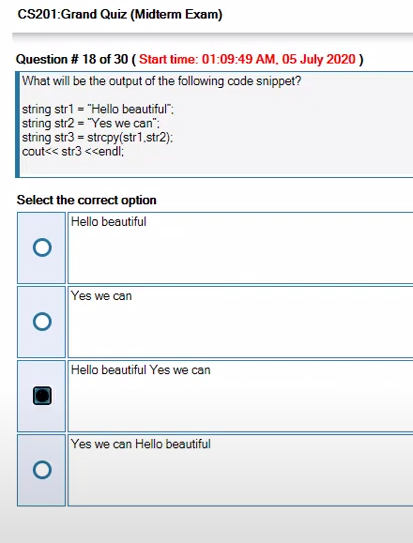 CS201:Grand Quiz (Midterm Exam)
Question # 18 of 30 ( Start time: 01:09:49 AM, 05 July 2020 )
What will be the output of the following code snippet?
string str1 = "Hello beautiful";
string str2 = "Yes we can";
string str3 = strcpy(str1,str2);
cout<< str3 <<endl;
Select the correct option
Hello beautiful
Yes we can
Hello beautiful Yes we can
Yes we can Hello beautiful